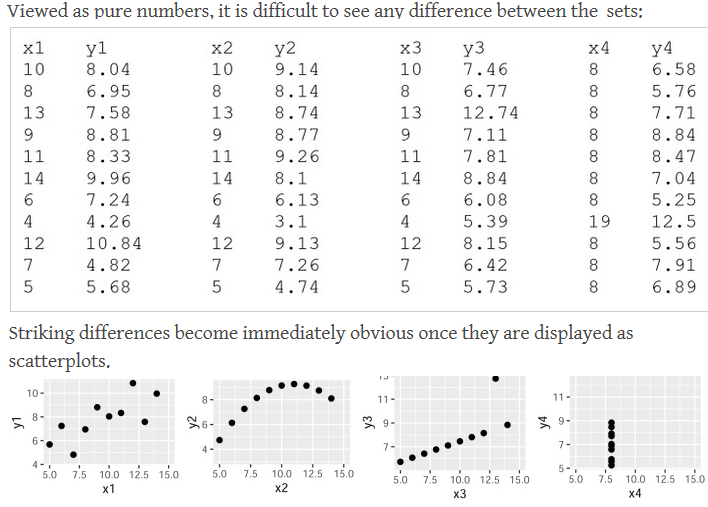 Viewed as pure numbers, it is difficult to see any difference between the sets:
x1 y1 x2 y2 x3 y3 x4 y4
10 8.04 10 9.14 10 7.46 8 6.58
8 6.95 8 8.14 8 6.77 8 5.76
13 7.58 13 8.74 13 12.74 8 7.71
9 8.81 9 8.77 9 7.11 8 8.84
11 8.33 11 9.26 11 7.81 8 8.47
14 9.96 14 8.1 14 8.84 8 7.04
6 7.24 6 6.13 6 6.08 8 5.25
4 4.26 4 3.1 4 5.39 19 12.5
12 10.84 12 9.13 12 8.15 8 5.56
7 4.82 7 7.26 7 6.42 8 7.91
5 5.68 5 4.74 5 5.73 8 6.89
Striking differences become immediately obvious once they are displayed as
scatterplots.
10
8
6
4
y1
5.0 7.5 10.0 12.5 15.0
x1
8
6
4
y2
5.0 7.5 10.0 12.5 15.0
x2
11
9
7
y3
5.0 7.5 10.0 12.5 15.0
x3
11
9
7
5
y4
5.0 7.5 10.0 12.5 15.0
x4